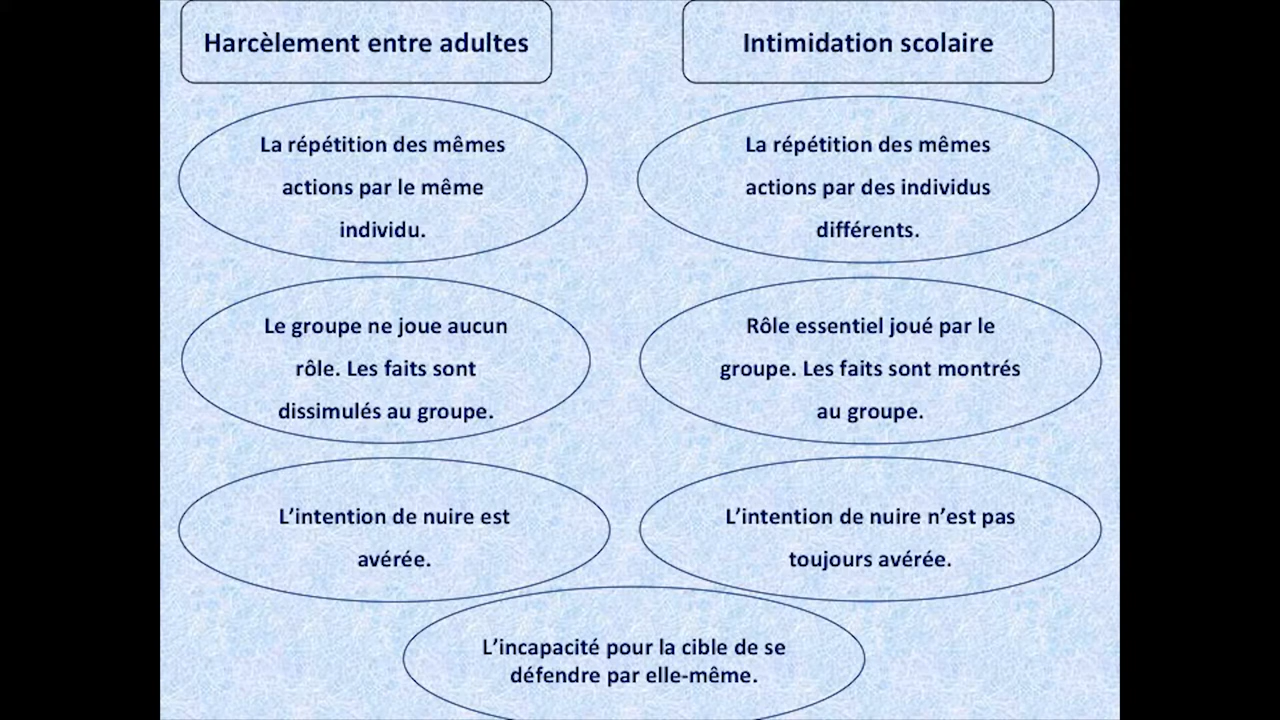 Harcèlement entre adultes
Intimidation scolaire
La répétition des mêmes
actions par le même
individu.
La répétition des mêmes
actions par des individus
différents.
Le groupe ne joue aucun
rôle. Les faits sont
dissimulés au groupe.
Rôle essentiel joué par le
groupe. Les faits sont montrés
au groupe.
L’intention de nuire est
avérée.
L’intention de nuire n’est pas
toujours avérée.
L’incapacité pour la cible de se
défendre par elle-même.